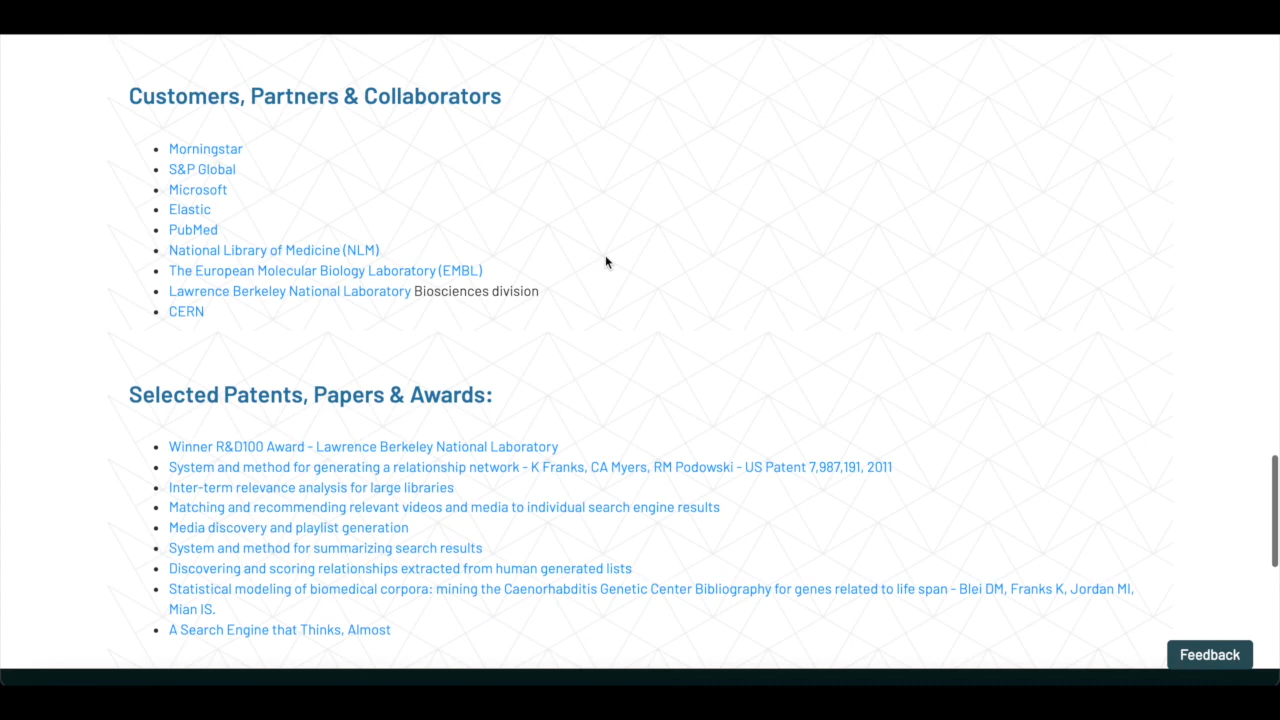 Customers, Partners & Collaborators
Morningstar
S&P Global
Microsoft
Elastic
PubMed
National Library of Medicine (NLM)
The European Molecular Biology Laboratory (EMBL)
Lawrence Berkeley National Laboratory Biosciences division
CERN
Selected Patents, Papers & Awards:
Winner R&D100 Award - Lawrence Berkeley National Laboratory
System and method for generating a relationship network - K Franks, CA Myers, RM Podowski - US Patent 7,987,191, 2011
Inter-term relevance analysis for large libraries
Matching and recommending relevant videos and media to individual search engine results
Media discovery and playlist generation
System and method for summarizing search results
Discovering and scoring relationships extracted from human generated lists
Statistical modeling of biomedical corpora: mining the Caenorhabditis Genetic Center Bibliography for genes related to life span - Blei DM, Franks K, Jordan MI,
Mian IS.
A Search Engine that Thinks, Almost
Feedback